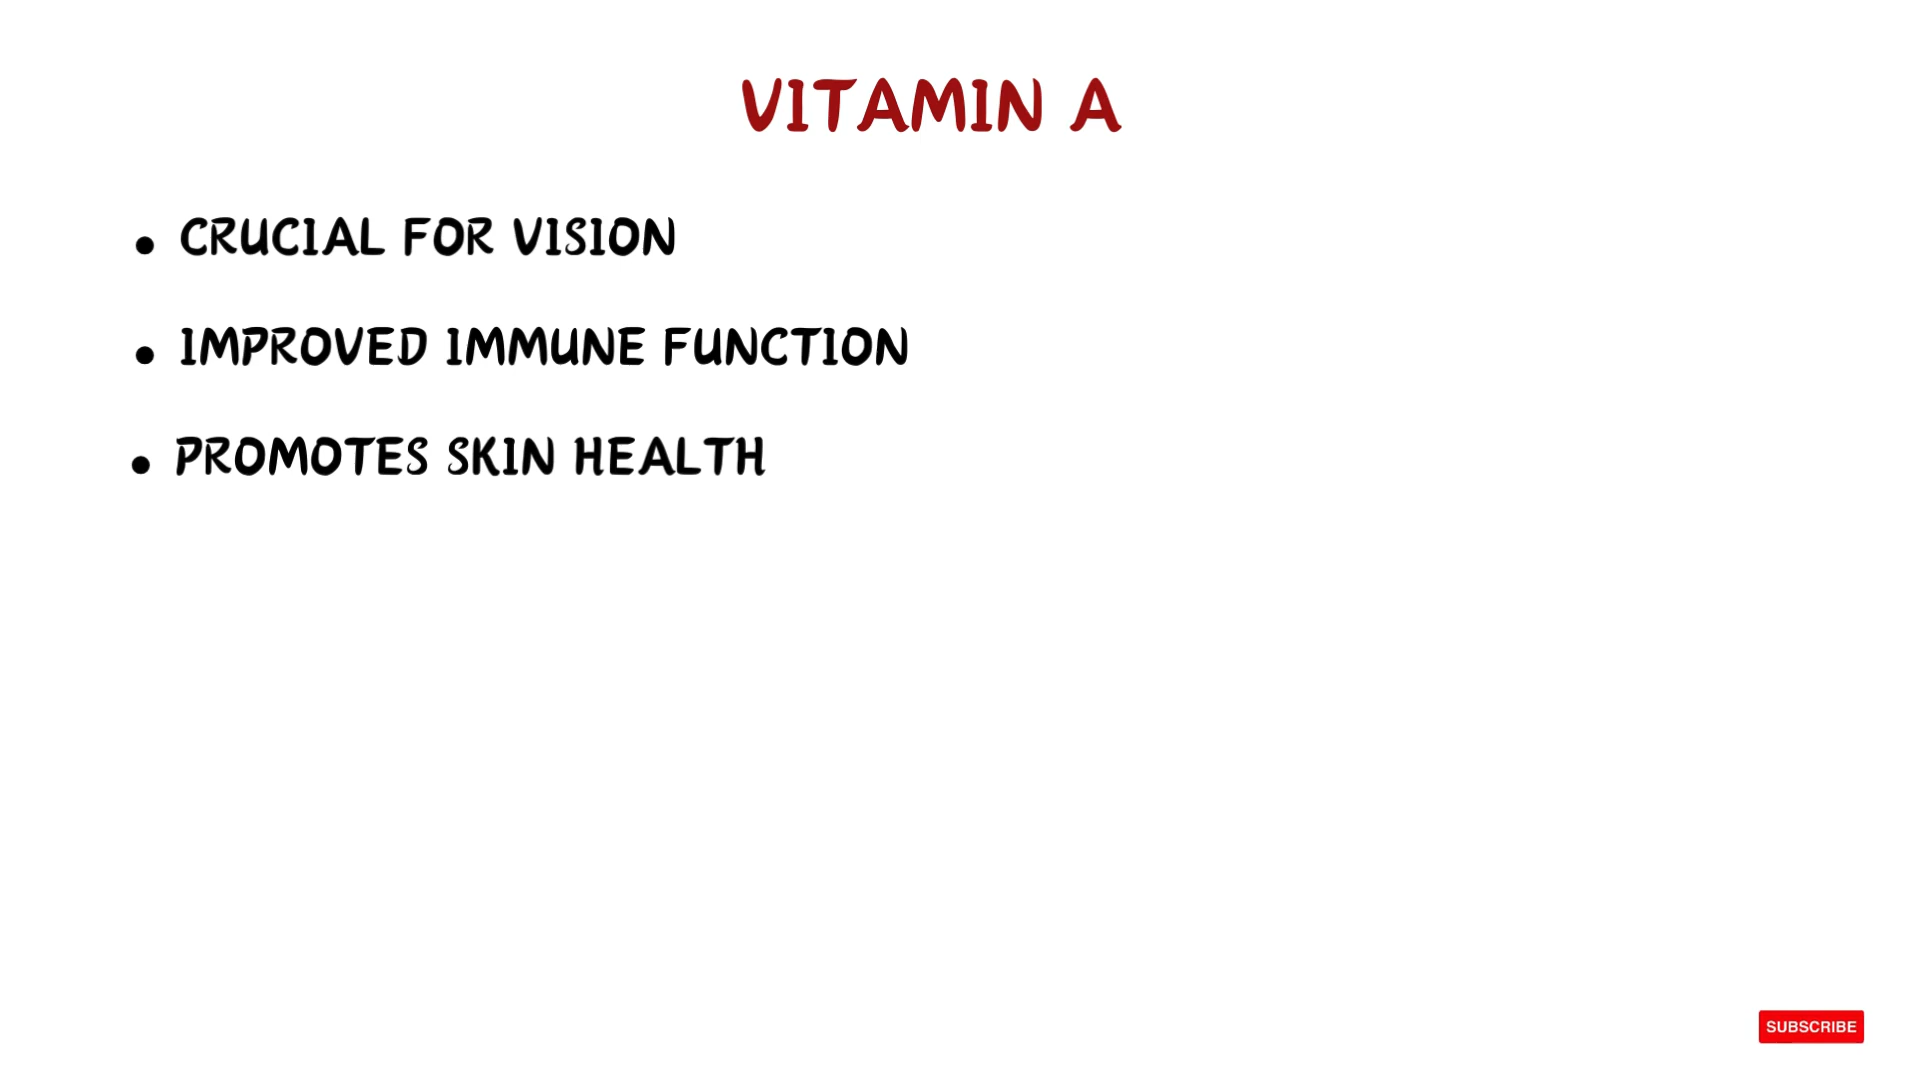 VITAMIN A
• CRUCIAL FOR VISION
• IMPROVED IMMUNE FUNCTION
• PROMOTES SKIN HEALTH
SUBSCRIBE